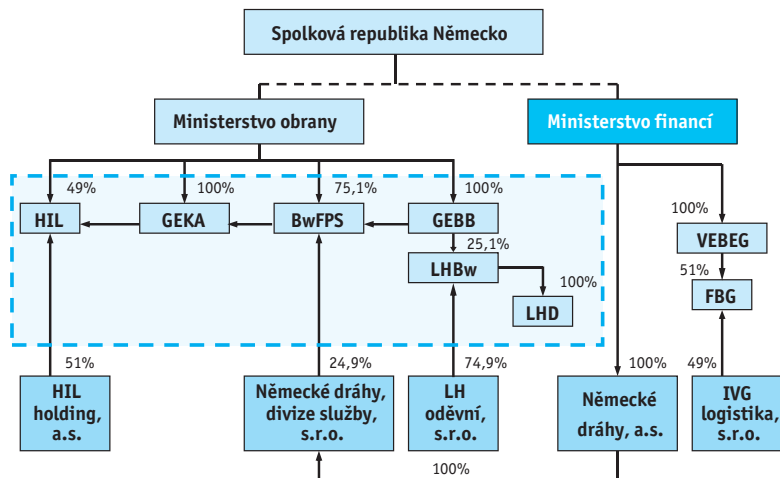 Spolková republika Německo
Ministerstvo obrany
Ministerstvo financí
49%
100%
75,1%
100%
HIL
GEKA
BwFPS
GEBB
100%
VEBEG
25,1%
LHBw
100%
LHD
51%
FBG
51%
24,9%
74,9%
100%
49%
HIL
holding,
a.s.
Německé dráhy,
divize služby,
s.r.o.
LH
oděvní,
s.r.o.
Německé
dráhy, a.s.
IVG
logistika,
s.r.o.
100%